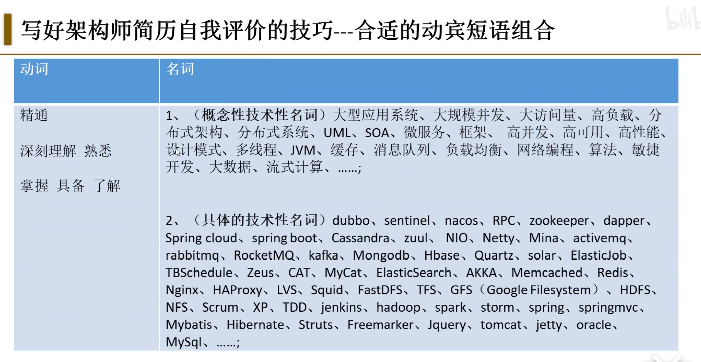 写好架构师简历自我评价的技巧---合适的动宾短语组合
bili
动词
名词
精通
深刻理解 熟悉
掌握 具备 了解
1、（概念性技术性名词）大型应用系统、大规模并发、大访问量、高负载、分
布式架构、分布式系统、UML、SOA、微服务、框架、 高并发、高可用、高性能、
设计模式、多线程、JVM、缓存、消息队列、负载均衡、网络编程、算法、敏捷
开发、大数据、流式计算、……;
2、（具体的技术性名词）dubbo、sentinel、nacos、RPC、zookeeper、dapper、
Spring cloud、spring boot、Cassandra、zuul、 NIO、Netty、Mina、activemq、
rabbitmq、RocketMQ、kafka、Mongodb、Hbase、Quartz、solar、ElasticJob、
TBSchedule、Zeus、CAT、MyCat、ElasticSearch、AKKA、Memcached、Redis、
Nginx、HAProxy、LVS、Squid、FastDFS、TFS、GFS（Google Filesystem）、HDFS、
NFS、Scrum、XP、TDD、jenkins、hadoop、spark、storm、spring、springmvc、
Mybatis、Hibernate、Struts、Freemarker、Jquery、tomcat、jetty、oracle、
MySql、……;